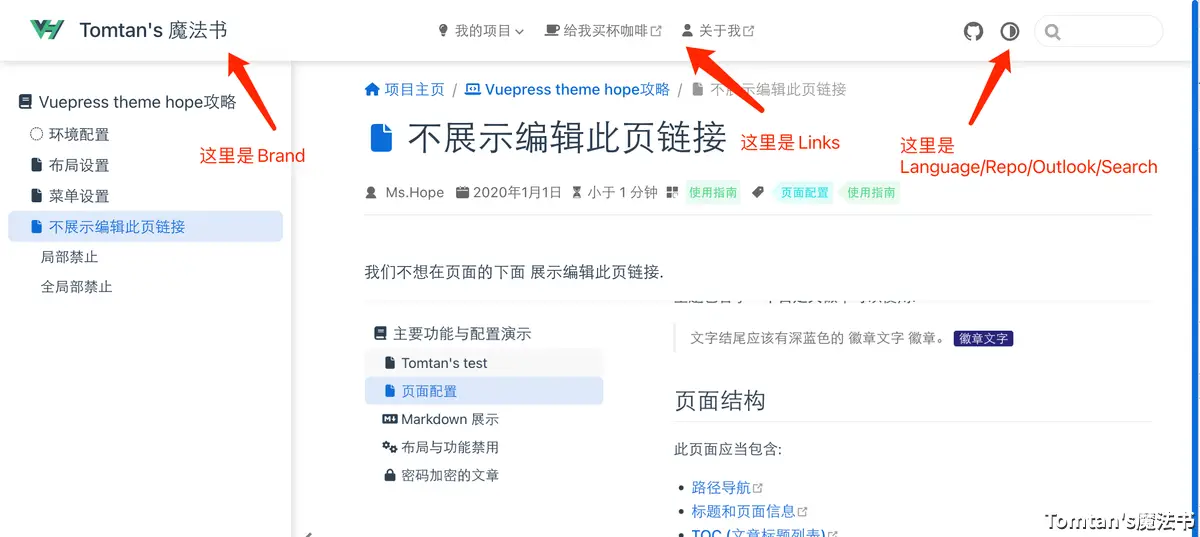 Tomtan's 魔法书
我的项目
给我买杯咖啡
关于我
Vuepress theme hope攻略
环境配置
布局设置
菜单设置
不展示编辑此页链接
局部禁止
全局部禁止
这里是Brand
这里是Links
这里是
Language/Repo/Outlook/Search
项目主页 / Vuepress theme hope攻略 / 不展示编辑此页链接
不展示编辑此页链接
Ms.Hope 2020年1月1日 小于 1 分钟 使用指南 页面配置 使用指南
我们不想在页面的下面 展示编辑此页链接.
主要功能与配置演示
Tomtan's test
页面配置
Markdown 展示
布局与功能禁用
密码加密的文章
文字结尾应该有深蓝色的 徽章文字 徽章。 徽章文字
页面结构
此页面应当包含:
路径导航
标题和页面信息
TOC (文章标题列表)
Tomtan's魔法书